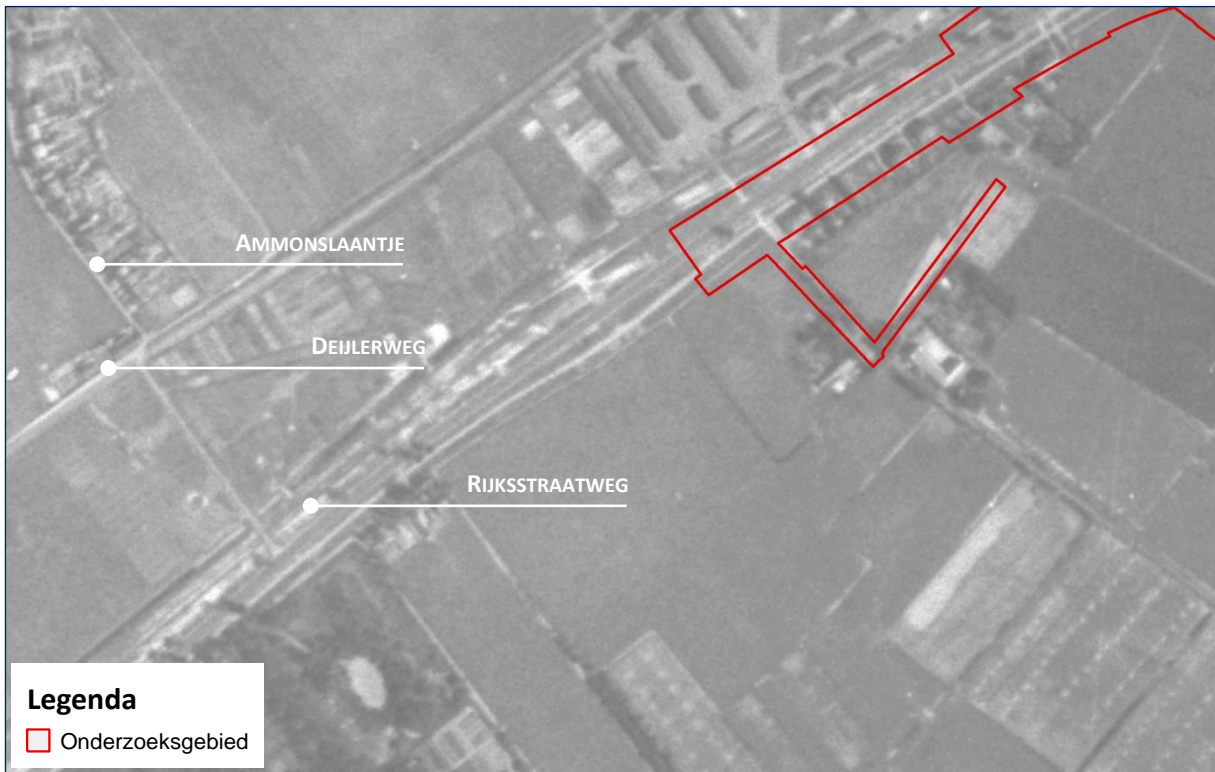 AMMONSLAANTJE
DEIJLERWEG
RIJKSSTRAATWEG
Legenda
Onderzoeksgebied